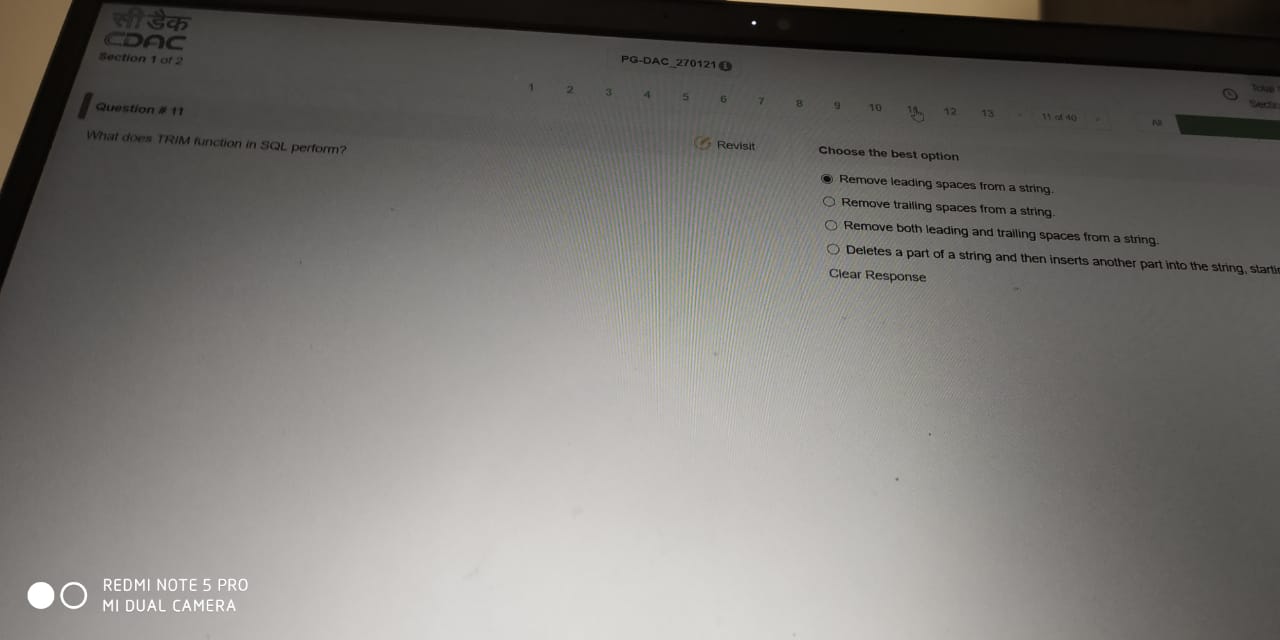 सी डैक
CDAC
Section 1 of 2
PG-DAC_270121
1 2 3 4 5 6 7 8 9 10 11 12 13
11 of 40
All
Question # 11
Revisit
What does TRIM function in SQL perform?
Choose the best option
Remove leading spaces from a string.
Remove trailing spaces from a string.
Remove both leading and trailing spaces from a string.
Deletes a part of a string and then inserts another part into the string,
Clear Response
REDMI NOTE 5 PRO
MI DUAL CAMERA